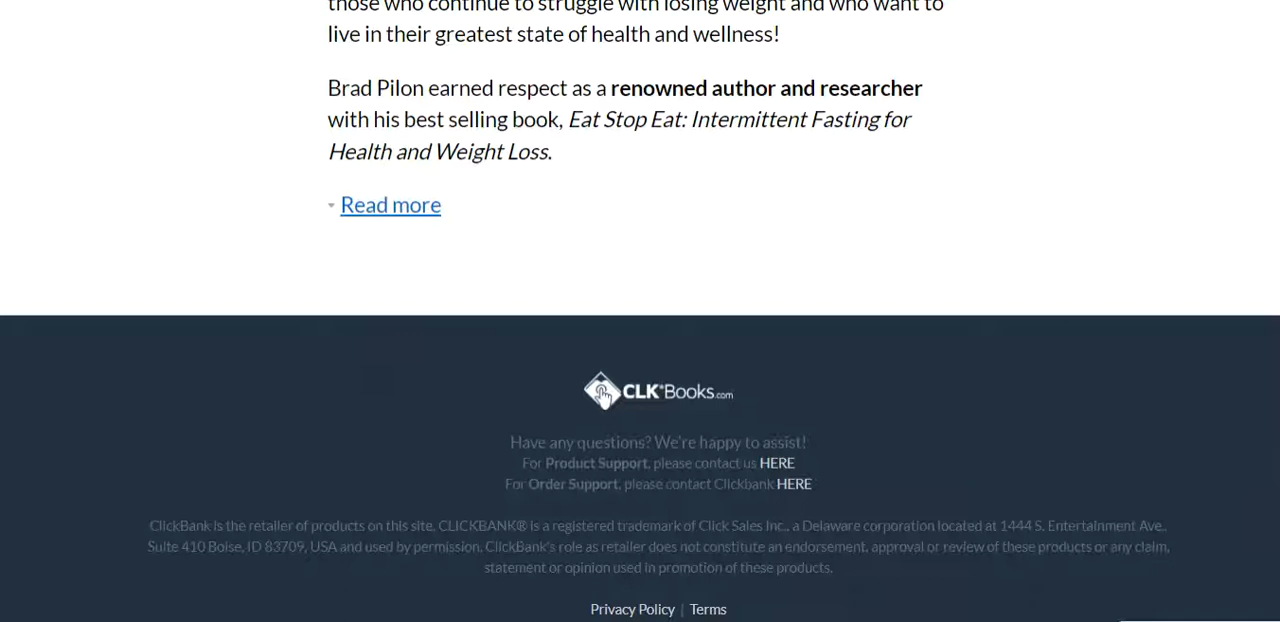 those who continue to struggle with losing weight and who want to
live in their greatest state of health and wellness!
Brad Pilon earned respect as a renowned author and researcher
with his best selling book, Eat Stop Eat: Intermittent Fasting for
Health and Weight Loss.
Read more
CLK®Books.com
Have any questions? We're happy to assist!
For Product Support, please contact us HERE
For Order Support, please contact Clickbank HERE
ClickBank is the retailer of products on this site. CLICKBANK® is a registered trademark of Click Sales Inc., a Delaware corporation located at 1444 S. Entertainment Ave.,
Suite 410 Boise, ID 83709, USA and used by permission. ClickBank's role as retailer does not constitute an endorsement, approval or review of these products or any claim,
statement or opinion used in promotion of these products.
Privacy Policy | Terms